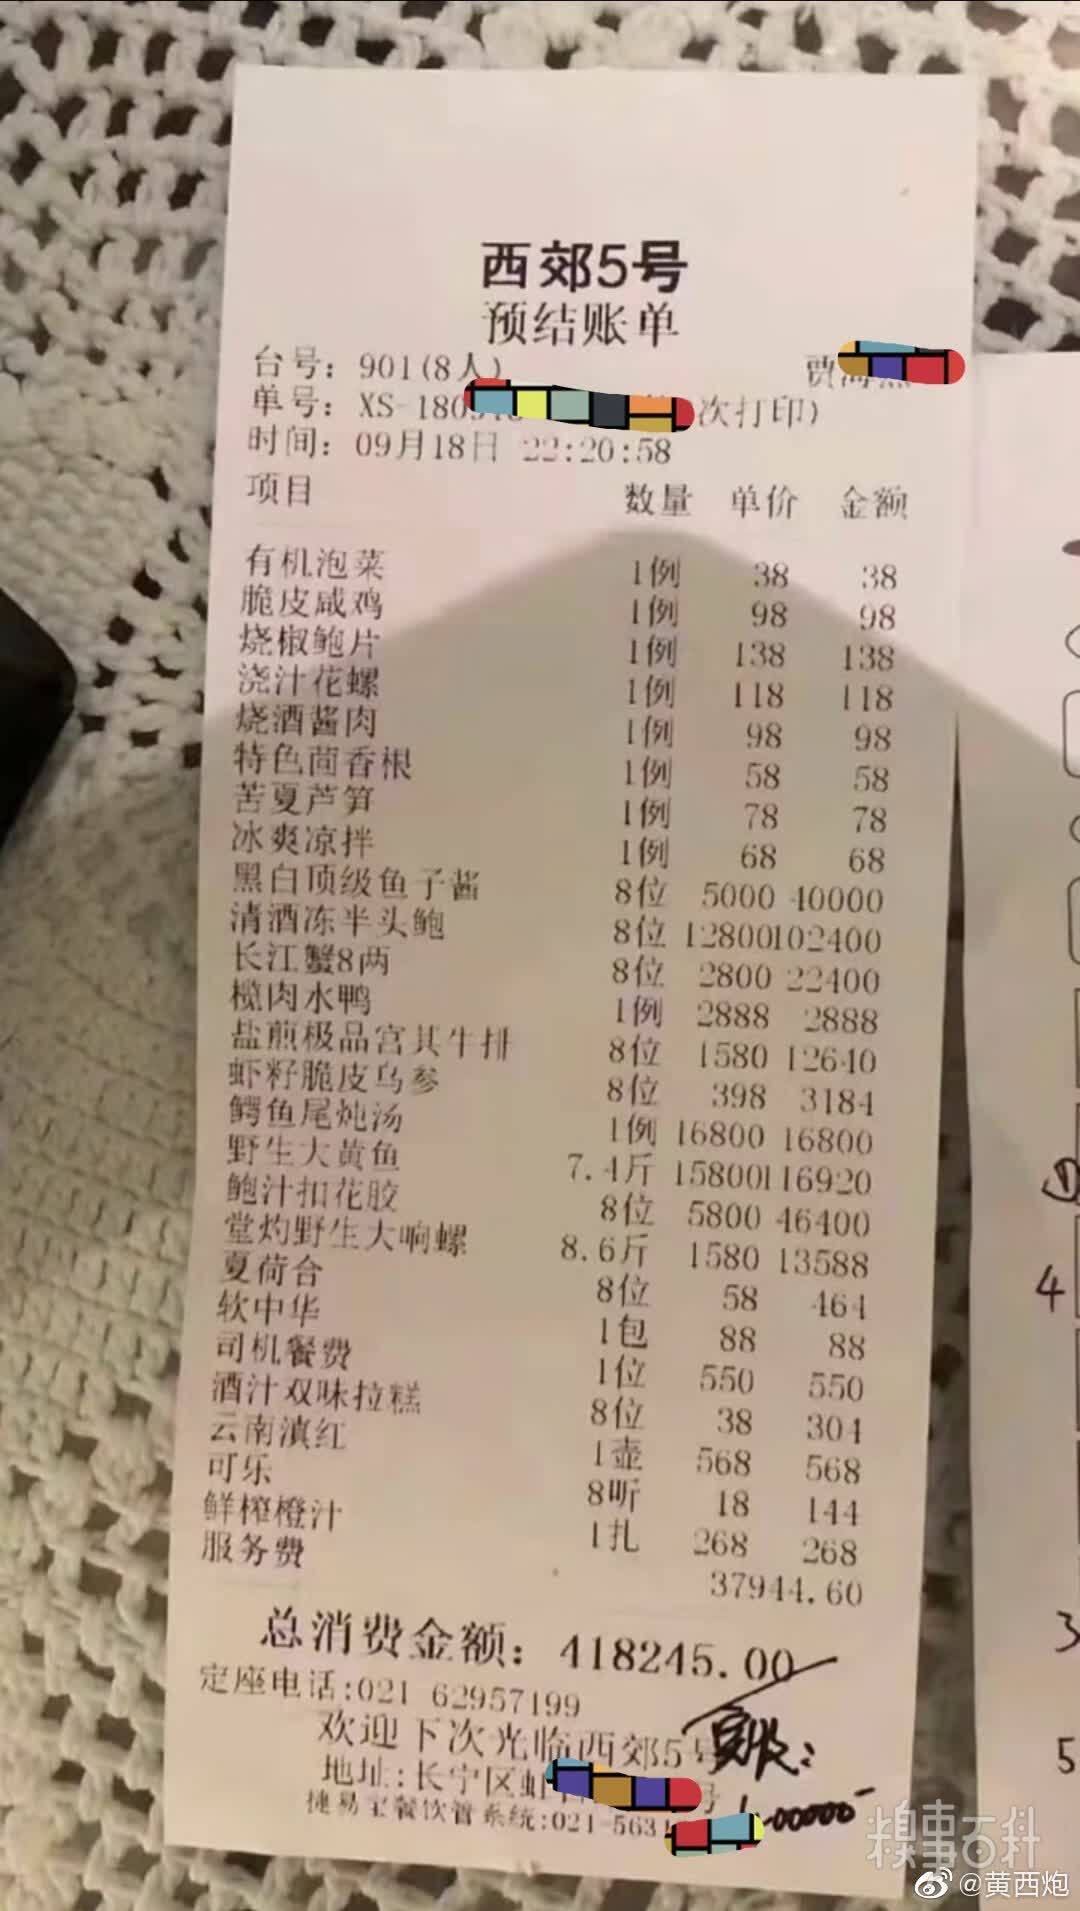 西郊5号
预结账单
台号: 901(8人)
单号: XS-1809 次打印)
时间: 09月18日 22:20:58
项目 数量 单价 金额
有机泡菜 1例 38 38
脆皮咸鸡 1例 98 98
烧椒鲍片 1例 138 138
浇汁花螺 1例 118 118
烧酒酱肉 1例 98 98
特色茴香根 1例 58 58
苦夏芦笋 1例 78 78
冰爽凉拌 1例 68 68
黑白顶级鱼子酱 8位 5000 40000
清酒冻半头鲍 8位 12800 102400
长江蟹8两 8位 2800 22400
榄肉水鸭 1例 2888 2888
盐煎极品宫其牛排 8位 1580 12640
虾籽脆皮乌参 8位 398 3184
鳄鱼尾炖汤 1例 16800 16800
野生大黄鱼 7.4斤 15800 116920
鲍汁扣花胶 8位 5800 46400
堂灼野生大响螺 8.6斤 1580 13588
夏荷合 8位 58 464
软中华 1包 88 88
司机餐费 1位 550 550
酒汁双味拉糕 8位 38 304
云南滇红 1壶 568 568
可乐 8听 18 144
鲜榨橙汁 1扎 268 268
服务费 37944.60
总消费金额: 418245.00
定座电话:021 62957199
欢迎下次光临西郊5号
地址:长宁区虹 号
捷易宝餐饮管系统:021-5631
4
3
5
糗事百科
@黄西炮